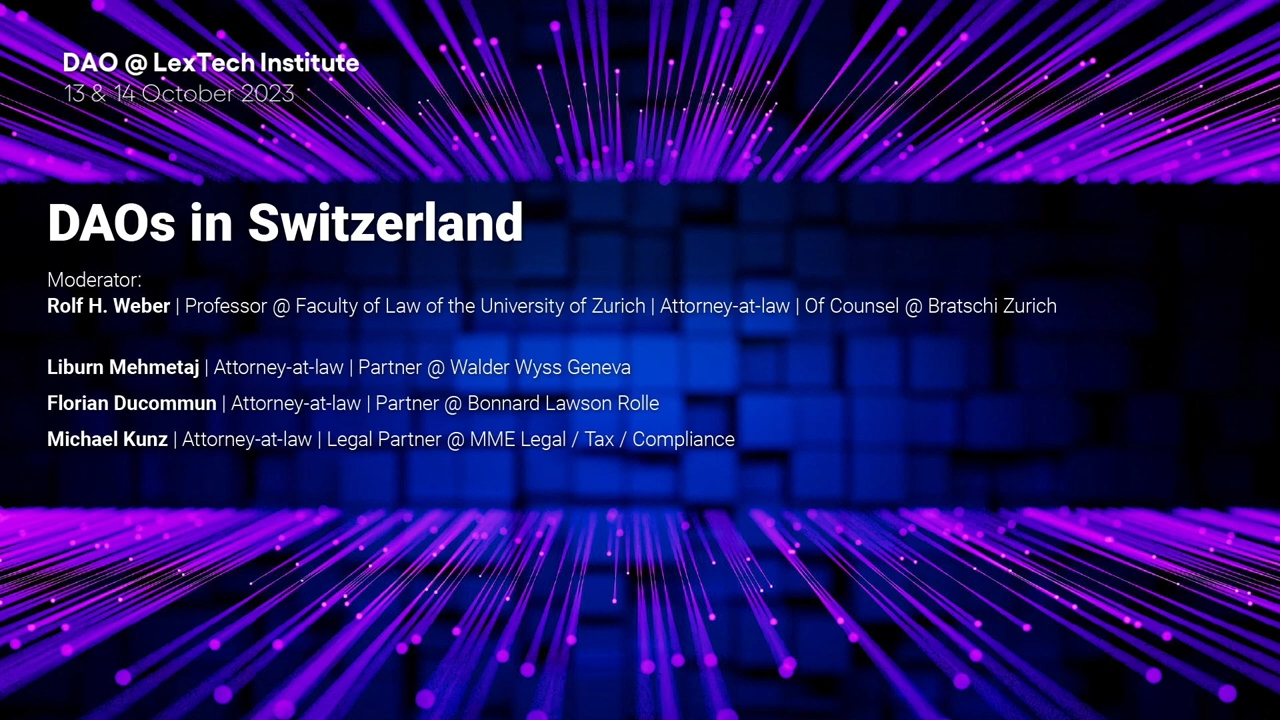 DAO @ LexTech Institute
13 & 14 October 2023
DAOs in Switzerland
Moderator:
Rolf H. Weber | Professor @ Faculty of Law of the University of Zurich | Attorney-at-law | Of Counsel @ Bratschi Zurich
Liburn Mehmetaj | Attorney-at-law | Partner @ Walder Wyss Geneva
Florian Ducommun | Attorney-at-law | Partner @ Bonnard Lawson Rolle
Michael Kunz | Attorney-at-law | Legal Partner @ MME Legal / Tax / Compliance